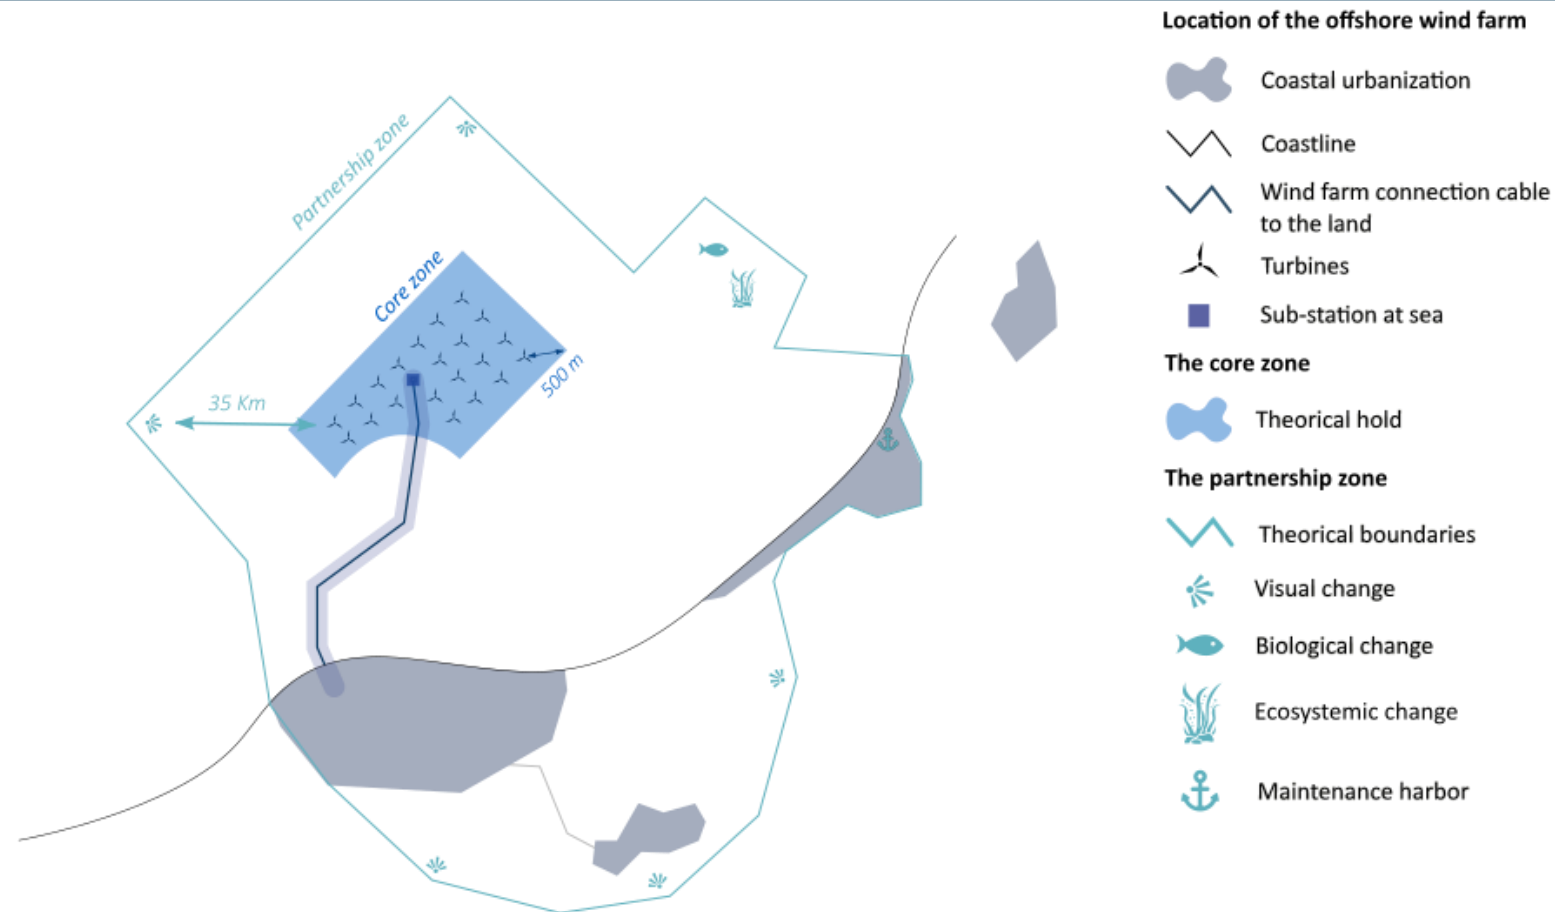 Partnership zone
Core zone
35 Km
500 m
Location of the offshore wind farm
Coastal urbanization
Coastline
Wind farm connection cable
to the land
Turbines
Sub-station at sea
The core zone
Theorical hold
The partnership zone
Theorical boundaries
Visual change
Biological change
Ecosystemic change
Maintenance harbor